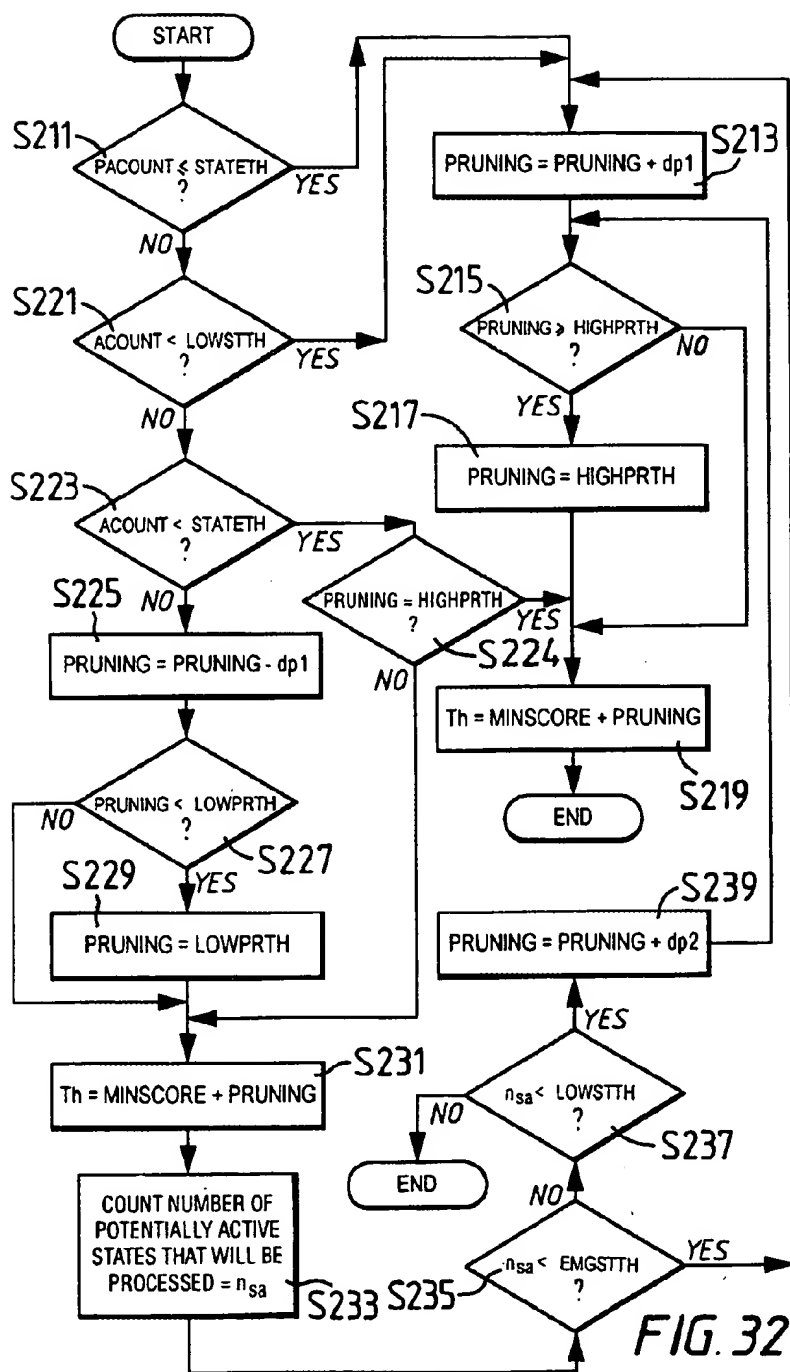 START
S211
PACOUNT ⩽ STATETH
?
YES
NO
S221
ACOUNT < LOWSTTH
?
YES
NO
S223
ACOUNT < STATETH
?
YES
NO
S225
PRUNING = PRUNING - dp1
PRUNING < LOWPRTH
?
NO
S227
YES
S229
PRUNING = LOWPRTH
S231
Th = MINSCORE + PRUNING
COUNT NUMBER OF
POTENTIALLY ACTIVE
STATES THAT WILL BE
PROCESSED = nsa
S233
PRUNING = PRUNING + dp1
S213
S215
PRUNING ⩾ HIGHPRTH
?
NO
YES
S217
PRUNING = HIGHPRTH
PRUNING = HIGHPRTH
?
YES
S224
NO
Th = MINSCORE + PRUNING
S219
END
S239
PRUNING = PRUNING + dp2
YES
nsa < LOWSTTH
?
NO
S237
END
NO
nsa < EMGSTTH
?
YES
S235
FIG. 32